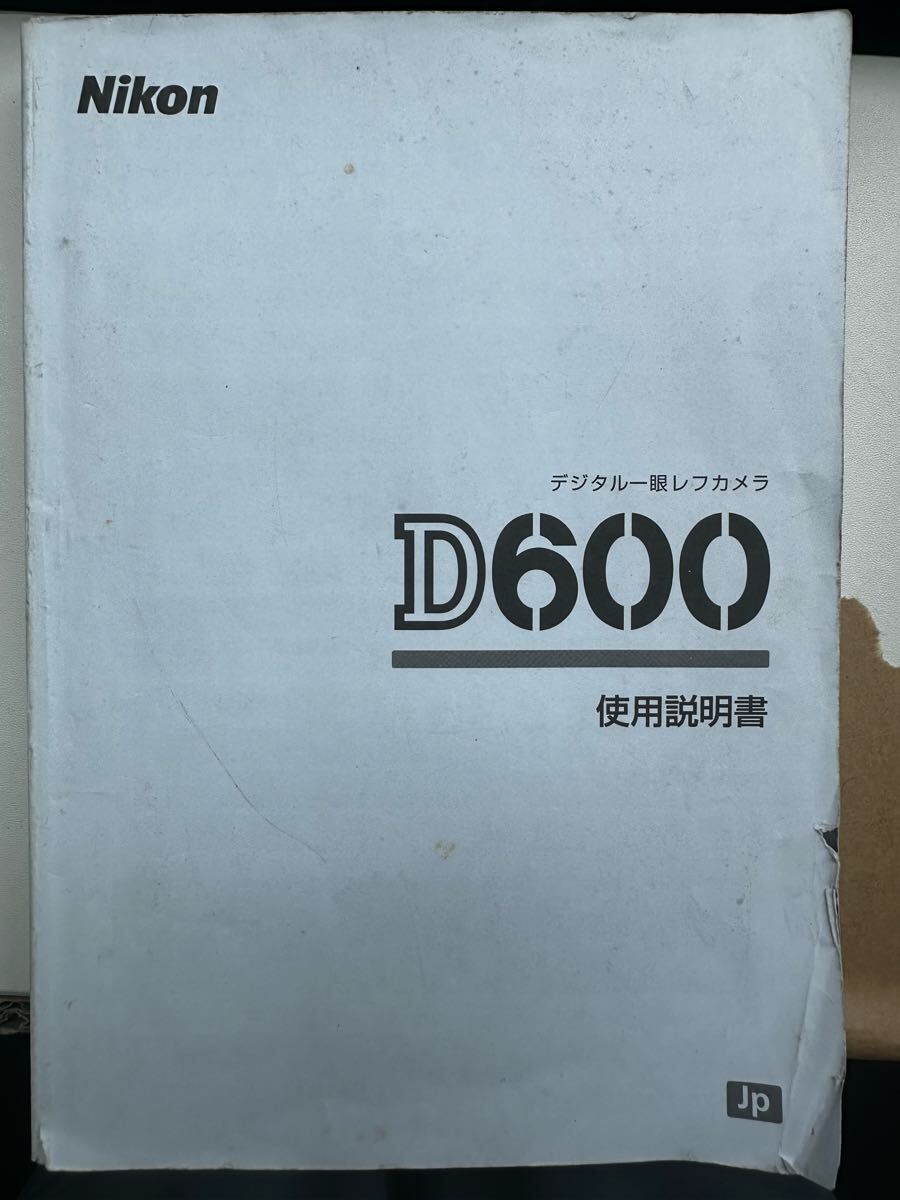 Nikon
デジタル一眼レフカメラ
D600
使用説明書
Jp